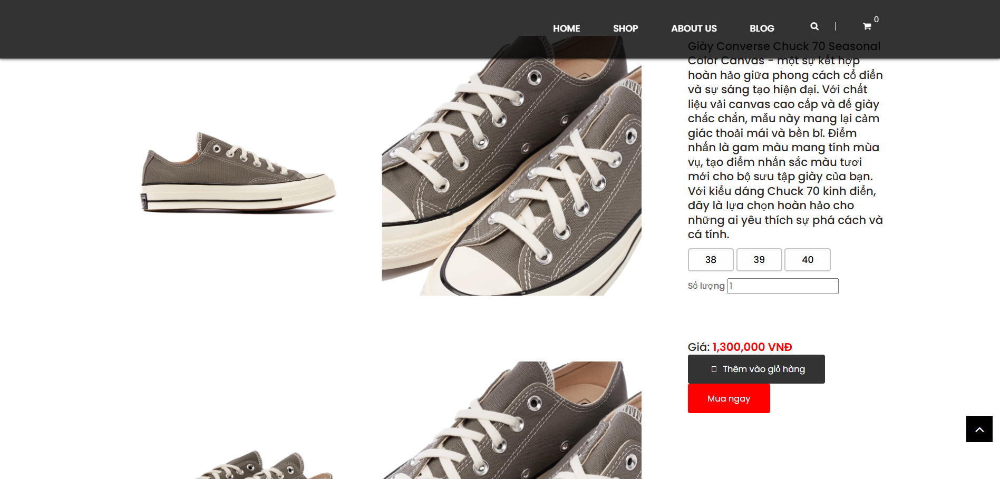 HOME SHOP ABOUT US BLOG 0
Giày Converse Chuck 70 Seasonal
Color Canvas - một sự kết hợp
hoàn hảo giữa phong cách cổ điển
và sự sáng tạo hiện đại. Với chất
liệu vải canvas cao cấp và đế giày
chắc chắn, mẫu này mang lại cảm
giác thoải mái và bền bỉ. Điểm
nhấn là gam màu mang tính mùa
vụ, tạo điểm nhấn sắc màu tươi
mới cho bộ sưu tập giày của bạn.
Với kiểu dáng Chuck 70 kinh điển,
đây là lựa chọn hoàn hảo cho
những ai yêu thích sự phá cách và
cá tính.
38 39 40
Số lượng 1
Giá: 1,300,000 VNĐ
Thêm vào giỏ hàng
Mua ngay